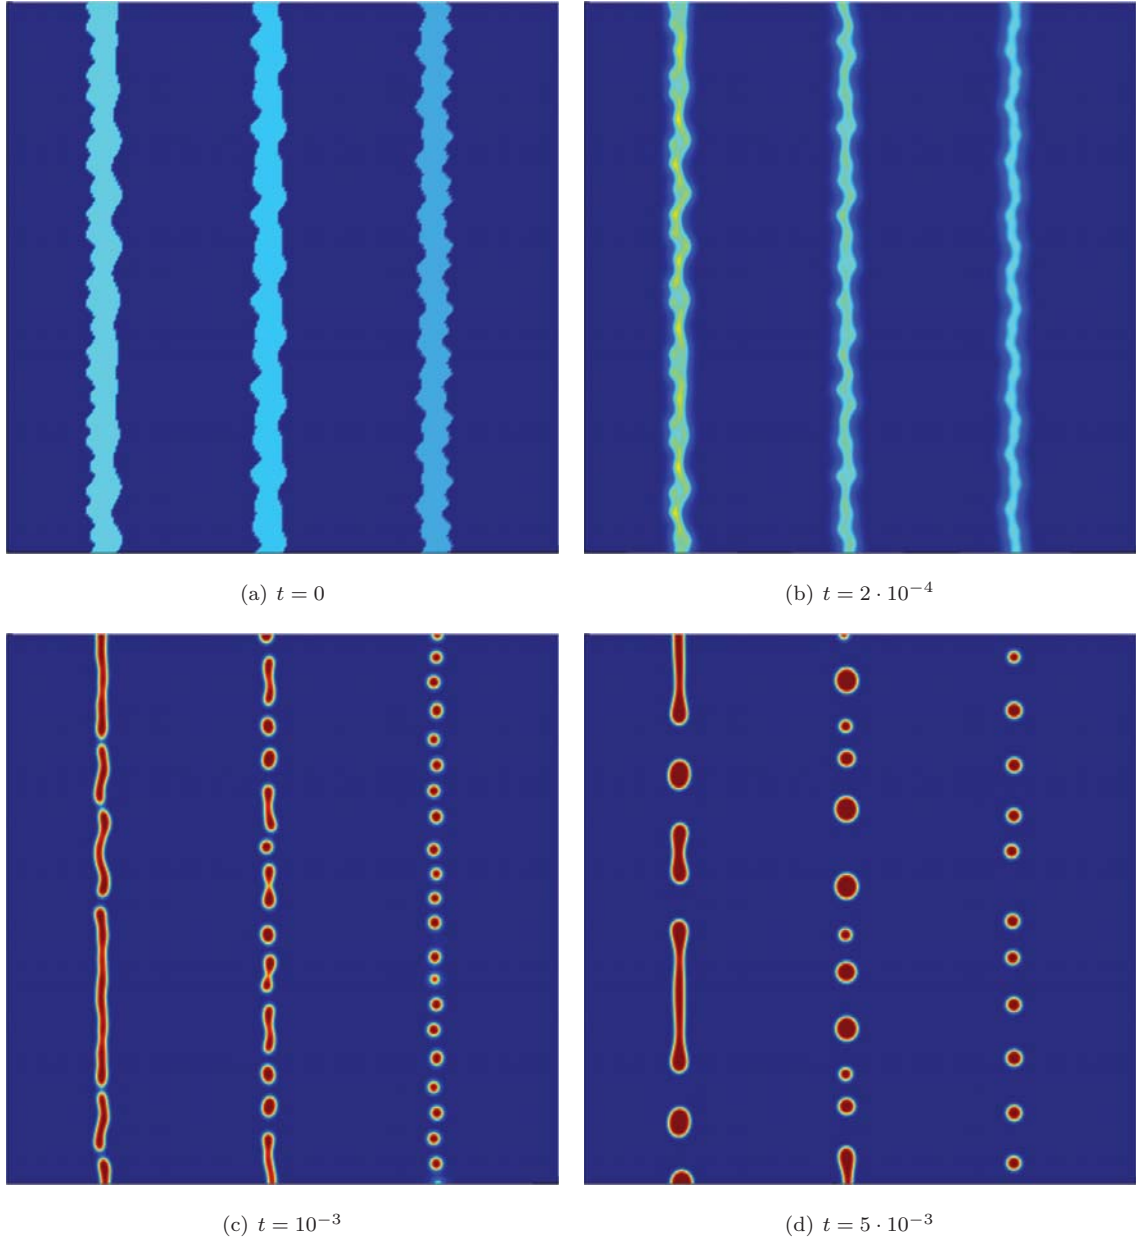 (a) t = 0
(b) t = 2 · 10⁻⁴
(c) t = 10⁻³
(d) t = 5 · 10⁻³